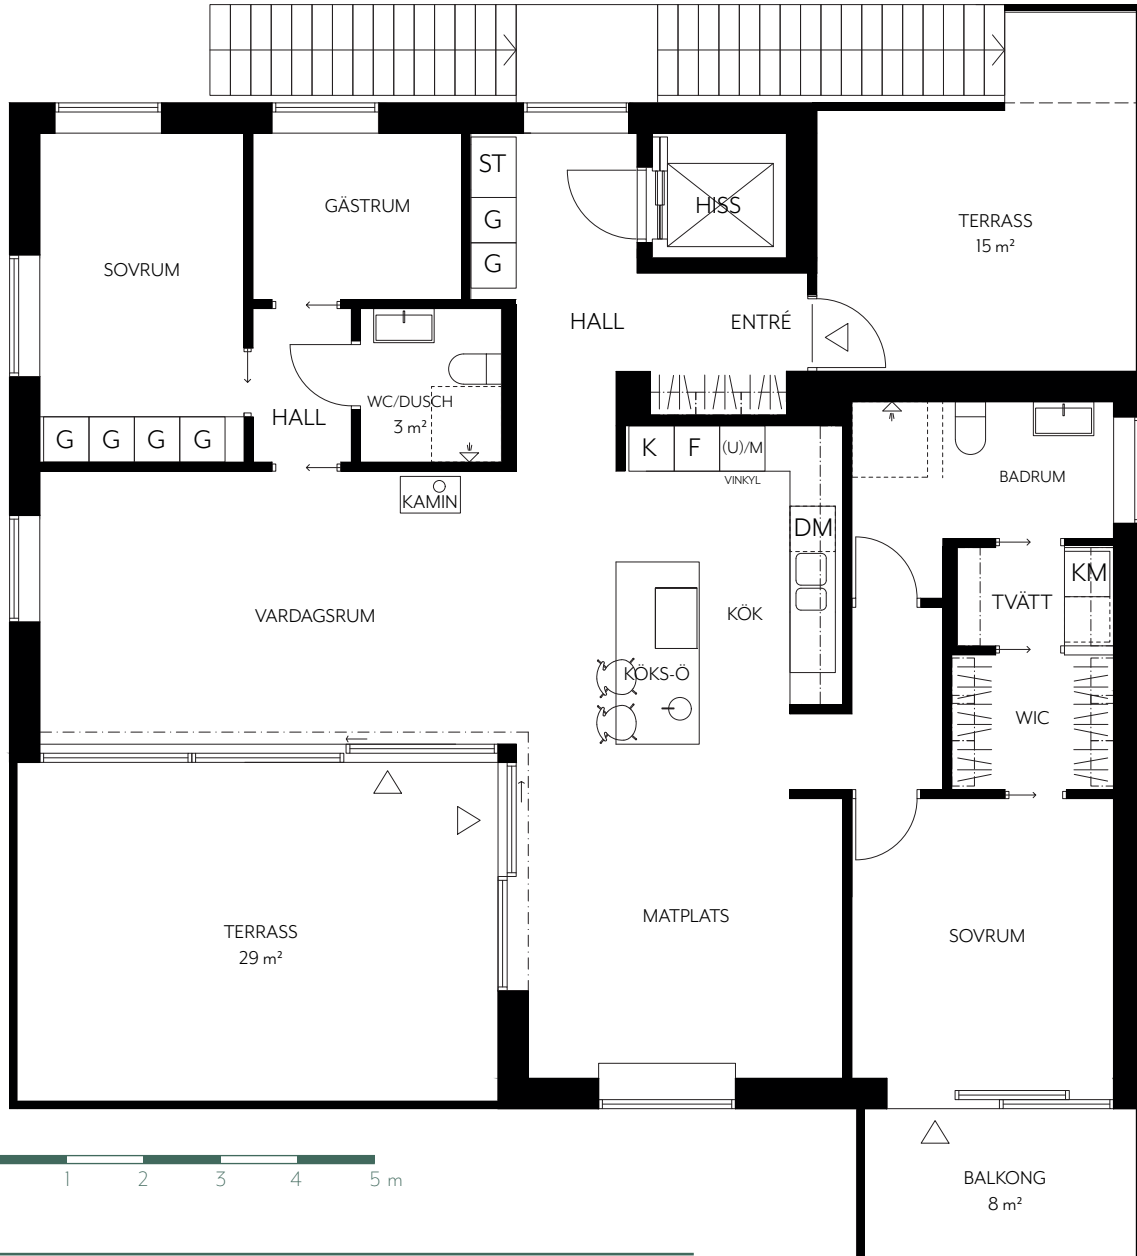 ST
GÄSTRUM
HISS
G
TERRASS
15 m²
SOVRUM
G
HALL
ENTRÉ
WC/DUSCH
3 m²
HALL
G G G G
K F (U)/M
VINKYL
BADRUM
KAMIN
DM
KM
TVÄTT
VARDAGSRUM
KÖK
KÖKS-Ö
WIC
MATPLATS
TERRASS
29 m²
SOVRUM
1 2 3 4 5 m
BALKONG
8 m²